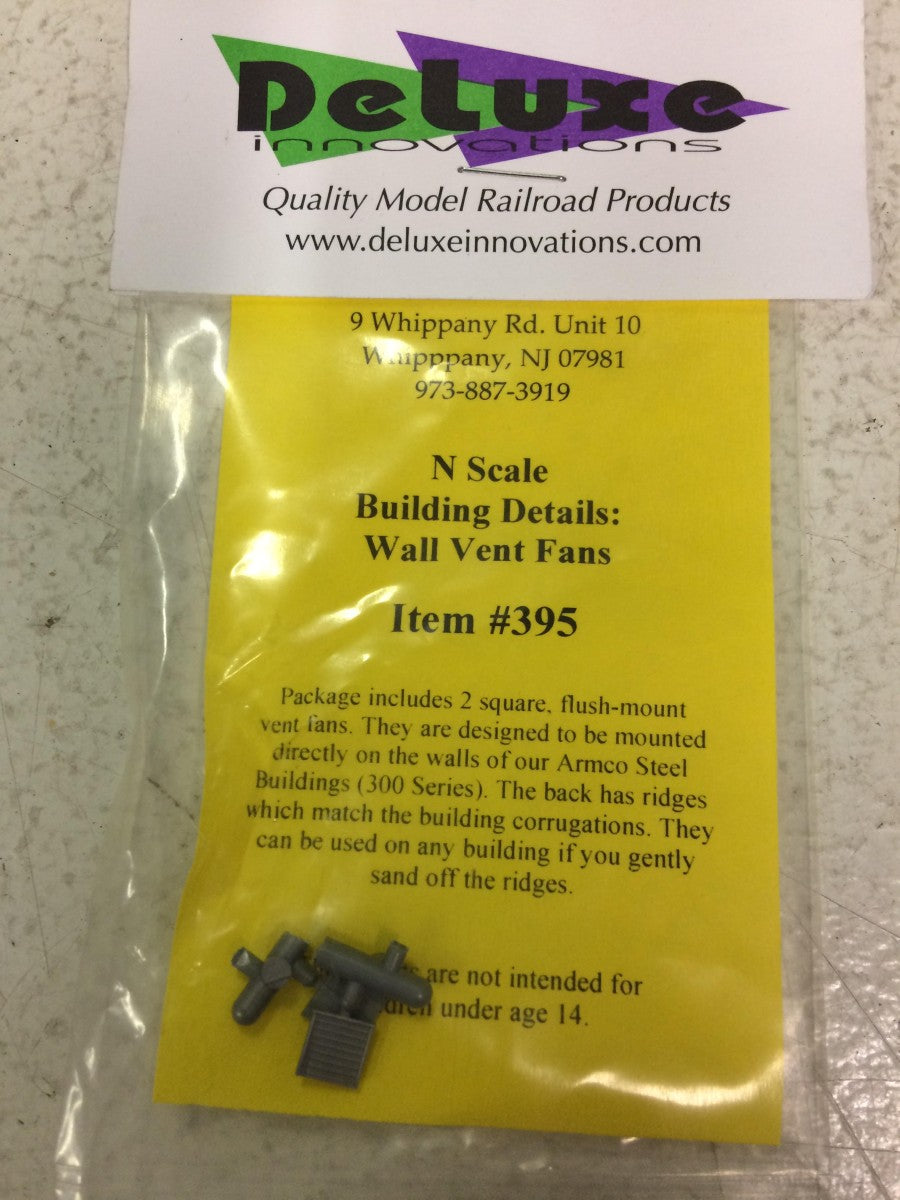 DeLuxe
innovations
Quality Model Railroad Products
www.deluxeinnovations.com
9 Whippany Rd. Unit 10
Whipppany, NJ 07981
973-887-3919
N Scale
Building Details:
Wall Vent Fans
Item #395
Package includes 2 square, flush-mount
vent fans. They are designed to be mounted
directly on the walls of our Armco Steel
Buildings (300 Series). The back has ridges
which match the building corrugations. They
can be used on any building if you gently
sand off the ridges.
are not intended for
under age 14.